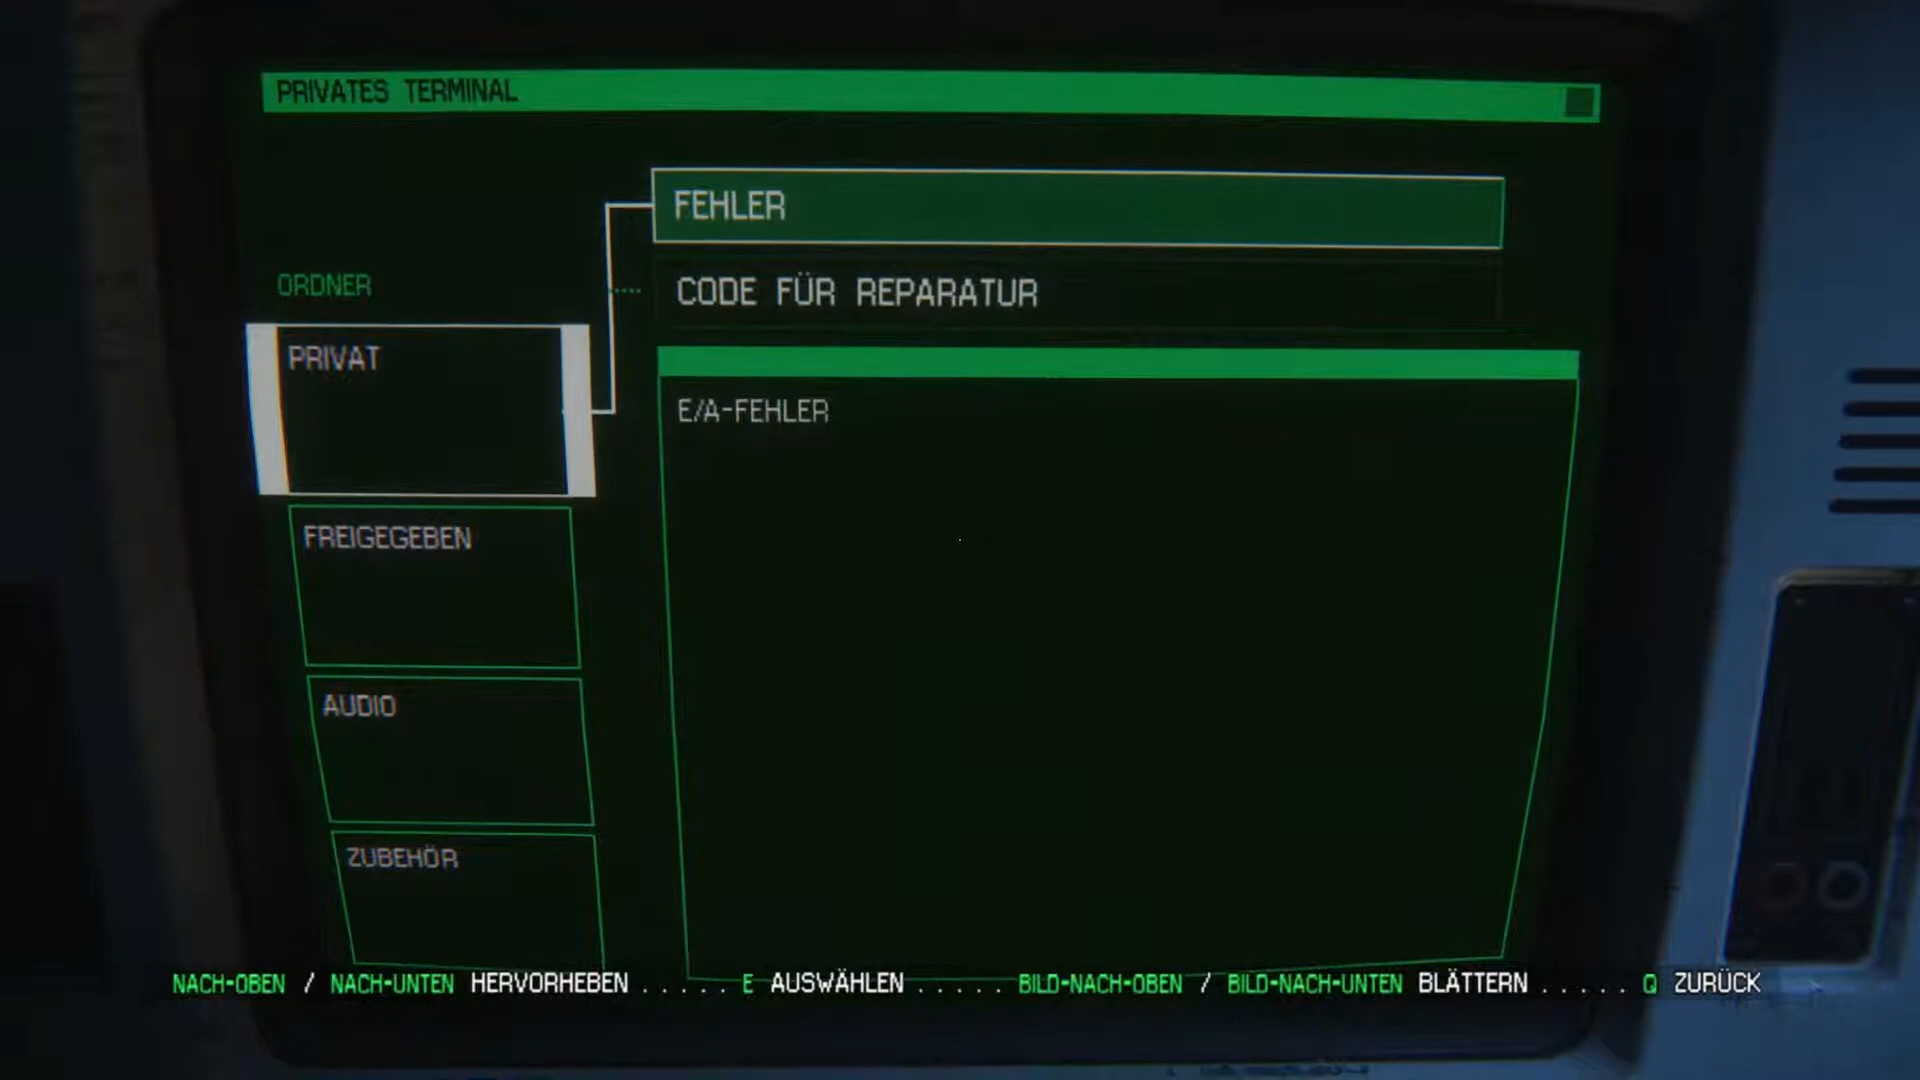 PRIVATES TERMINAL
FEHLER
CODE FÜR REPARATUR
ORDNER
PRIVAT
E/A-FEHLER
FREIGEGEBEN
AUDIO
ZUBEHÖR
NACH-OBEN / NACH-UNTEN HERVORHEBEN ..... E AUSWÄHLEN ..... BILD-NACH-OBEN / BILD-NACH-UNTEN BLÄTTERN ..... Q ZURÜCK